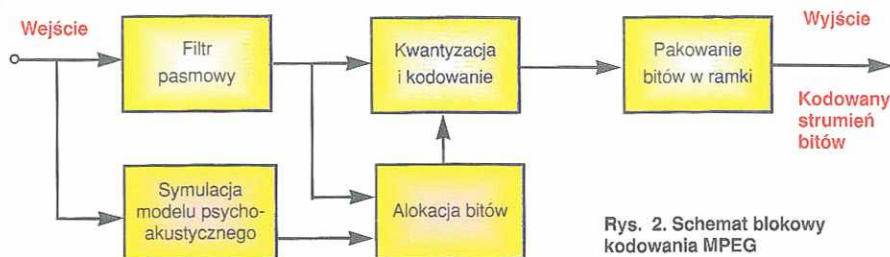 Wejście
Filtr
pasmowy
Kwantyzacja
i kodowanie
Pakowanie
bitów w ramki
Wyjście
Kodowany
strumień
bitów
Symulacja
modelu psycho-
akustycznego
Alokacja bitów
Rys. 2. Schemat blokowy
kodowania MPEG